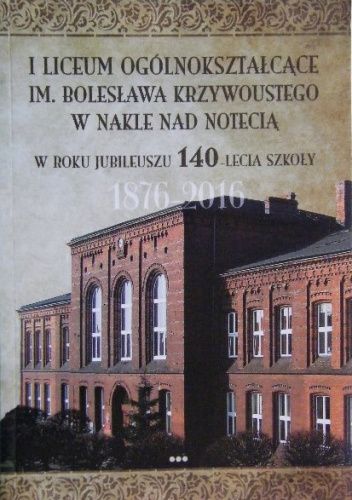 I LICEUM OGÓLNOKSZTAŁCĄCE
IM. BOLESŁAWA KRZYWOUSTEGO
W NAKLE NAD NOTECIĄ
W ROKU JUBILEUSZU 140-LECIA SZKOŁY
1876-2016